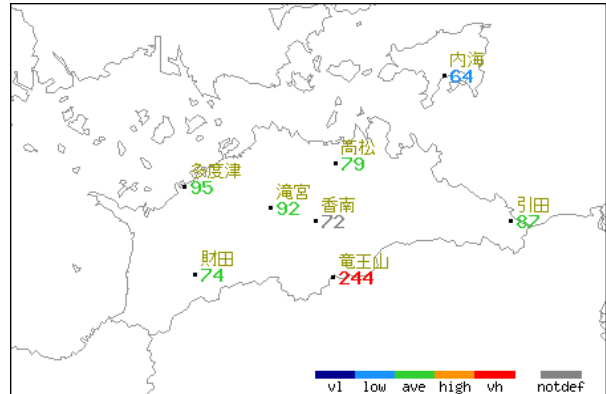 内海
64
高松
79
多度津
95
滝宮
92
香南
72
引田
87
財田
74
竜王山
244
vl low ave high vh notdef